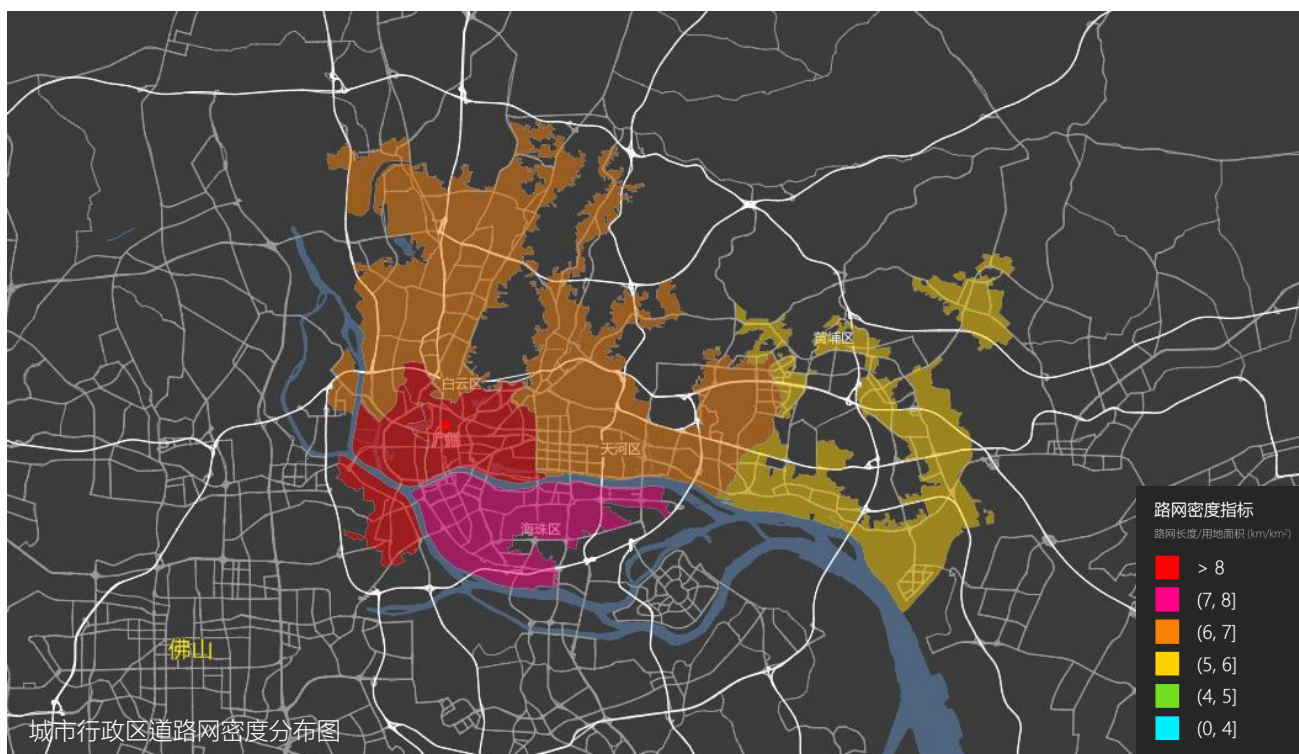 黄埔区
白云区
广州
天河区
海珠区
佛山
城市行政区道路网密度分布图
路网密度指标
路网长度/用地面积 (km/km²)
> 8
(7, 8]
(6, 7]
(5, 6]
(4, 5]
(0, 4]